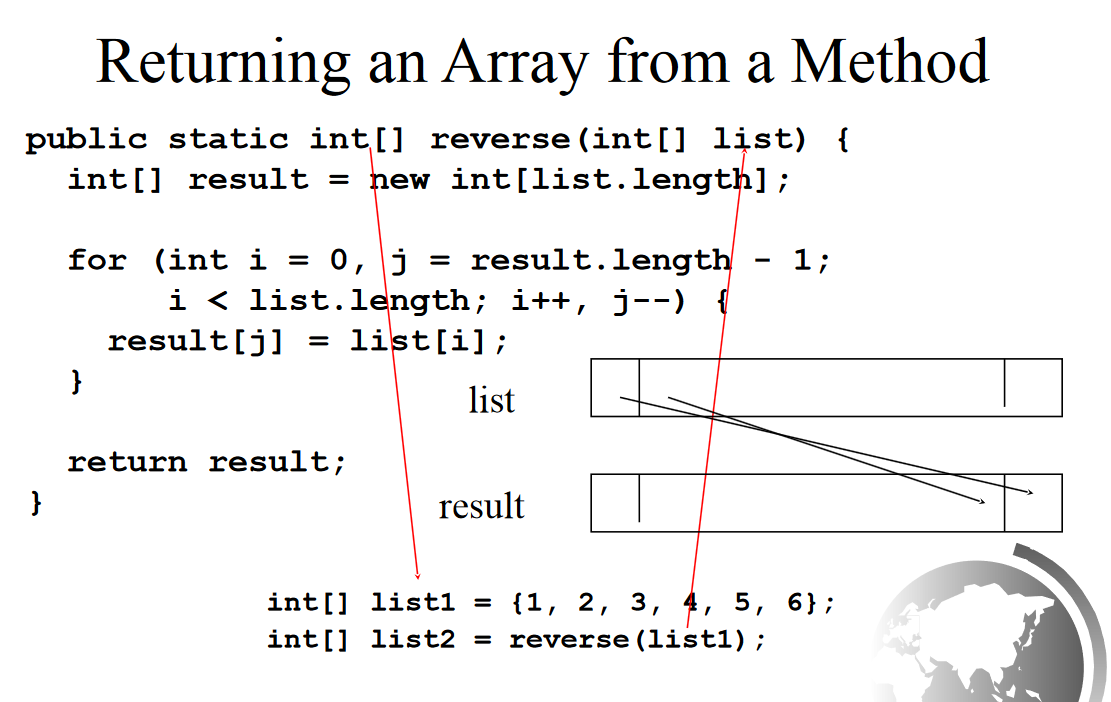 Returning an Array from a Method
public static int[] reverse(int[] list) {
  int[] result = new int[list.length];
  for (int i = 0, j = result.length - 1;
       i < list.length; i++, j--) {
    result[j] = list[i];
  }
list
  return result;
}
result
int[] list1 = {1, 2, 3, 4, 5, 6};
int[] list2 = reverse(list1);